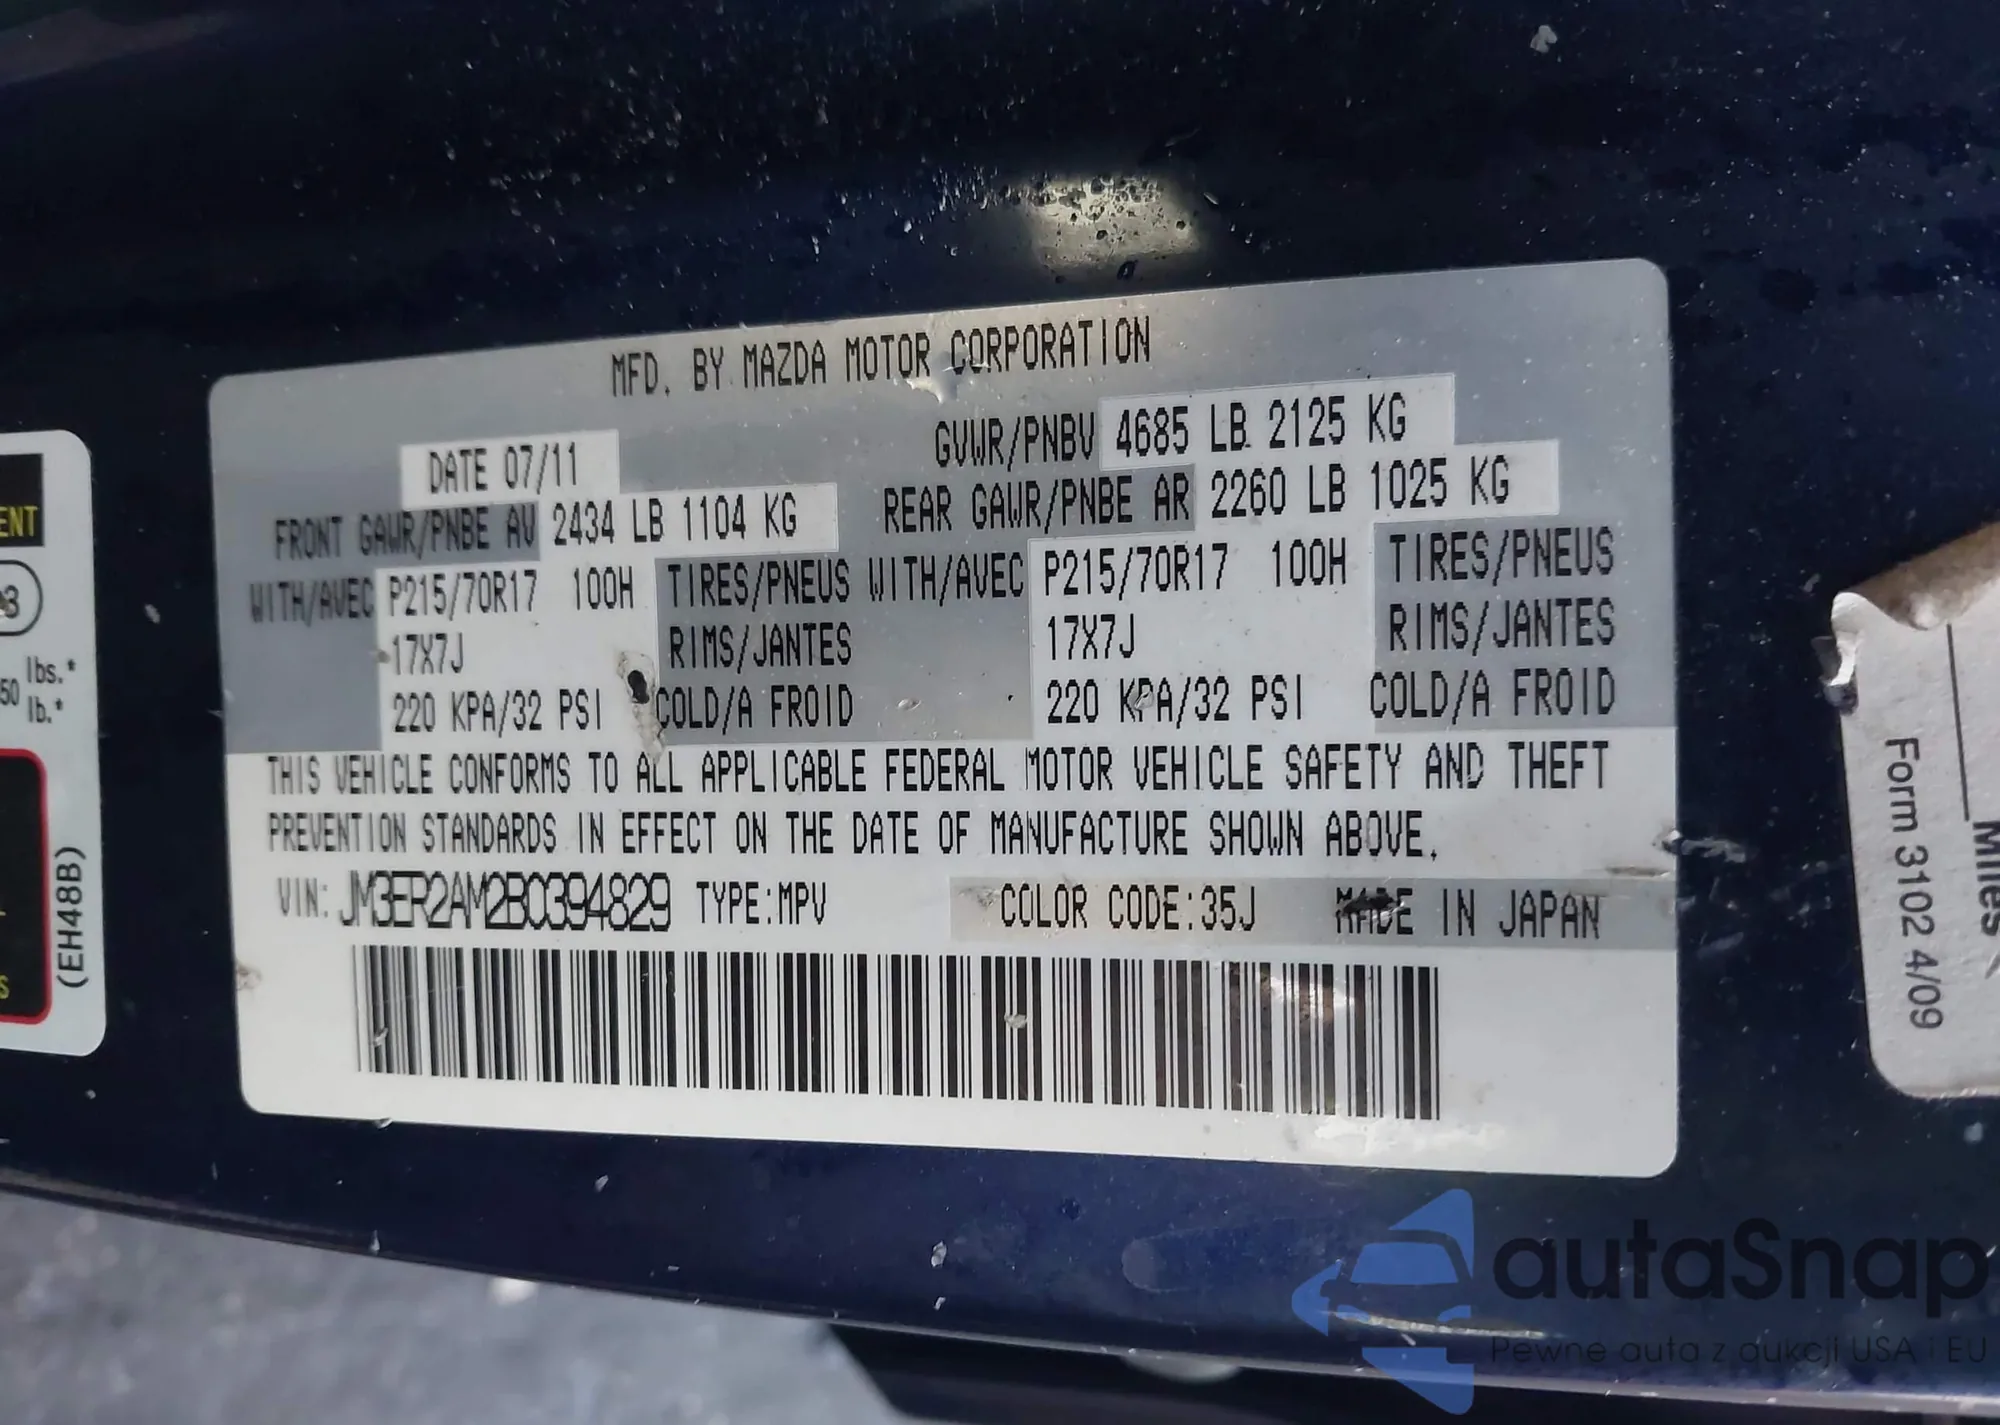 MFD. BY MAZDA MOTOR CORPORATION
DATE 07/11
GVWR/PNBV 4685 LB 2125 KG
FRONT GAWR/PNBE AV 2434 LB 1104 KG
REAR GAWR/PNBE AR 2260 LB 1025 KG
WITH/AVEC P215/70R17 100H TIRES/PNEUS WITH/AVEC P215/70R17 100H TIRES/PNEUS
17X7J RIMS/JANTES 17X7J RIMS/JANTES
220 KPA/32 PSI COLD/A FROID 220 KPA/32 PSI COLD/A FROID
THIS VEHICLE CONFORMS TO ALL APPLICABLE FEDERAL MOTOR VEHICLE SAFETY AND THEFT
PREVENTION STANDARDS IN EFFECT ON THE DATE OF MANUFACTURE SHOWN ABOVE.
VIN: JM3ER2AM2B0394829 TYPE:MPV COLOR CODE:35J MADE IN JAPAN
ENT
lbs.*
50 lb.*
(EH48B)
Miles
Form 3102 4/09
autaSnap
Pewne auta z aukcji USA i EU